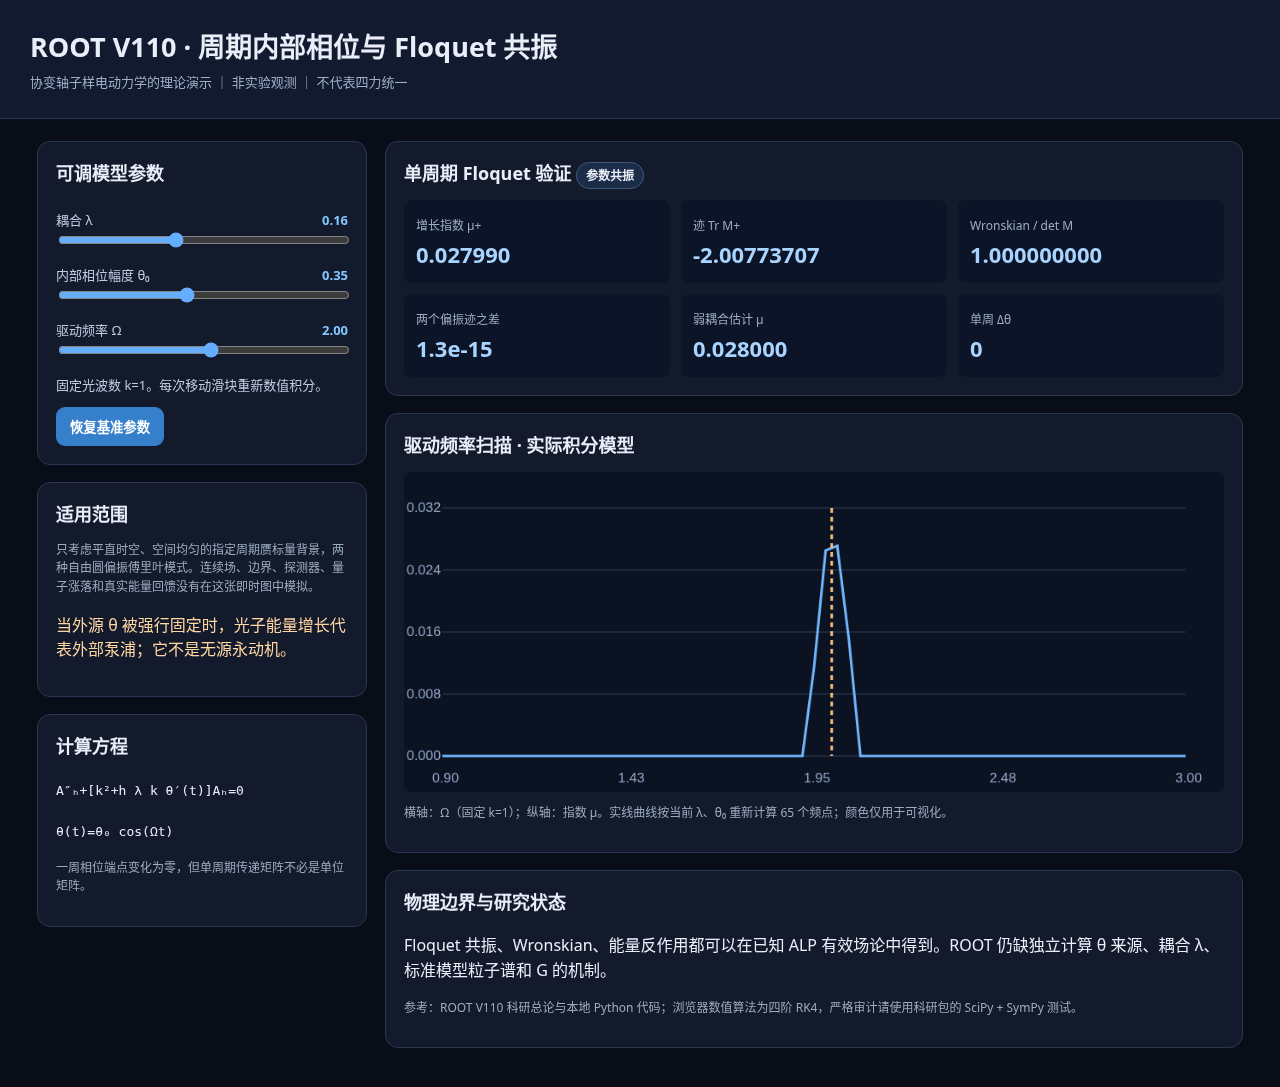 ROOT V110 · 周期内部相位与 Floquet 共振
协变轴子样电动力学的理论演示 ｜ 非实验观测 ｜ 不代表四力统一
可调模型参数
耦合 λ 0.16
内部相位幅度 θ₀ 0.35
驱动频率 Ω 2.00
固定光波数 k=1。每次移动滑块重新数值积分。
恢复基准参数
适用范围
只考虑平直时空、空间均匀的指定周期赝标量背景，两
种自由圆偏振傅里叶模式。连续场、边界、探测器、量
子涨落和真实能量回馈没有在这张即时图中模拟。
当外源 θ 被强行固定时，光子能量增长代
表外部泵浦；它不是无源永动机。
计算方程
A″ₕ+[k²+h λ k θ′(t)]Aₕ=0
θ(t)=θ₀ cos(Ωt)
一周相位端点变化为零，但单周期传递矩阵不必是单位
矩阵。
单周期 Floquet 验证 参数共振
增长指数 μ+
0.027990
迹 Tr M+
-2.00773707
Wronskian / det M
1.000000000
两个偏振迹之差
1.3e-15
弱耦合估计 μ
0.028000
单周 Δθ
0
驱动频率扫描 · 实际积分模型
0.032
0.024
0.016
0.008
0.000
0.90 1.43 1.95 2.48 3.00
横轴：Ω（固定 k=1）；纵轴：指数 μ。实线曲线按当前 λ、θ₀ 重新计算 65 个频点；颜色仅用于可视化。
物理边界与研究状态
Floquet 共振、Wronskian、能量反作用都可以在已知 ALP 有效场论中得到。ROOT 仍缺独立计算 θ 来源、耦合 λ、
标准模型粒子谱和 G 的机制。
参考：ROOT V110 科研总论与本地 Python 代码；浏览器数值算法为四阶 RK4，严格审计请使用科研包的 SciPy + SymPy 测试。